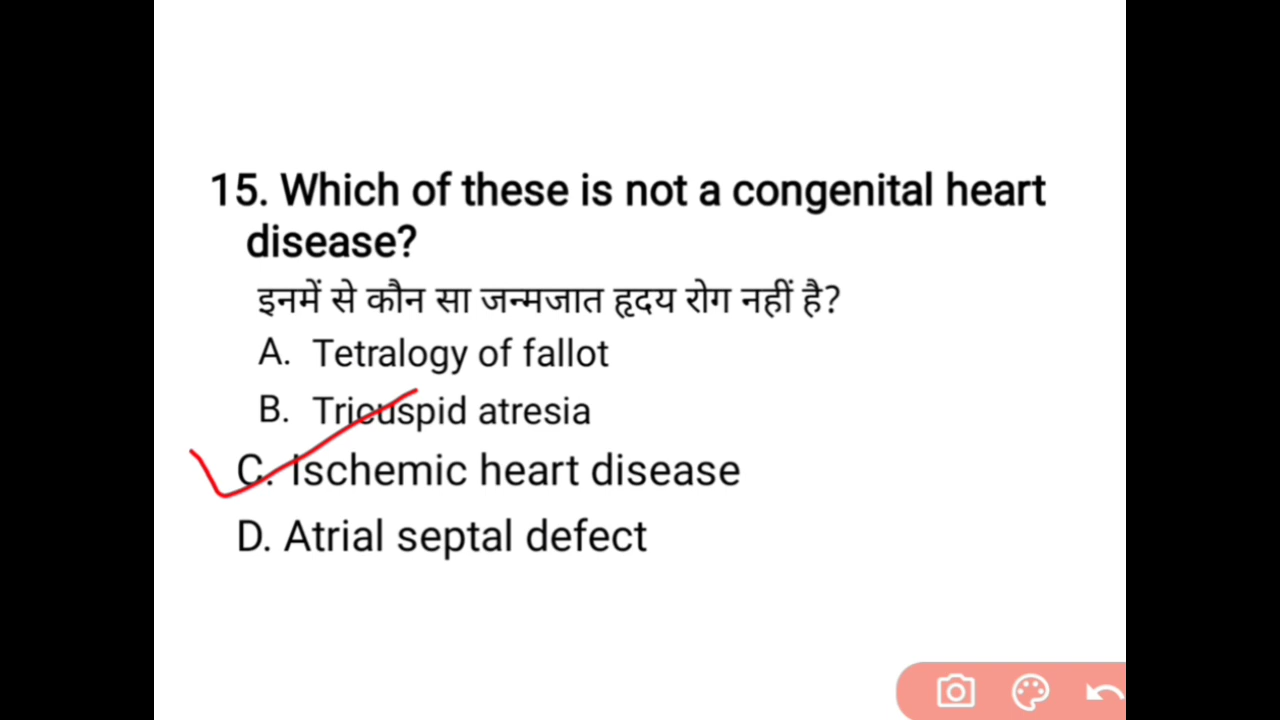 15. Which of these is not a congenital heart
disease?
इनमें से कौन सा जन्मजात हृदय रोग नहीं है?
A. Tetralogy of fallot
B. Tricuspid atresia
C. Ischemic heart disease
D. Atrial septal defect